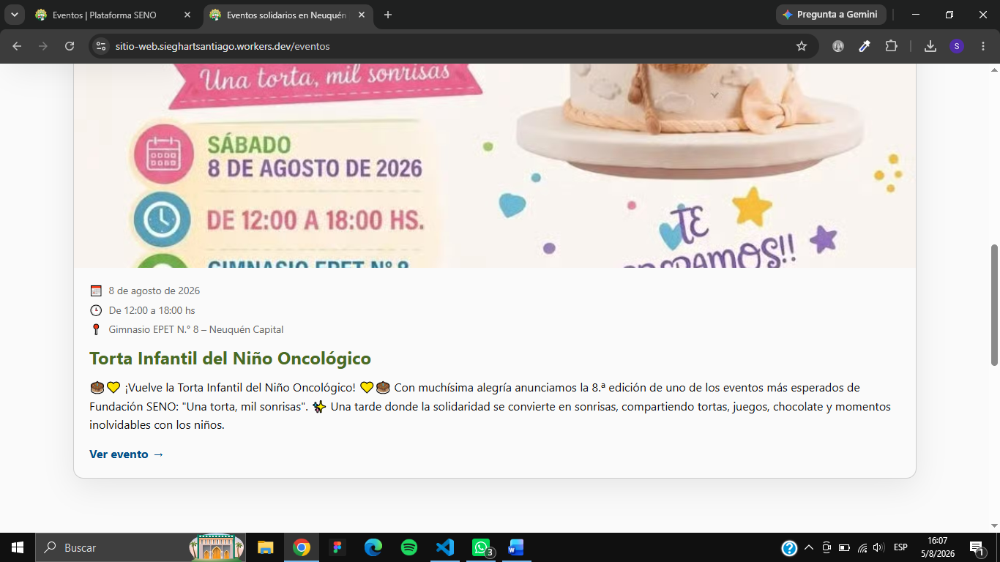 Eventos | Plataforma SENO
Eventos solidarios en Neuquén
Pregunta a Gemini
sitio-web.sieghartsantiago.workers.dev/eventos
S
Una torta, mil sonrisas
SÁBADO
8 DE AGOSTO DE 2026
DE 12:00 A 18:00 HS.
GIMNASIO EPET Nº 8
TE
8 de agosto de 2026
De 12:00 a 18:00 hs
Gimnasio EPET N.° 8 – Neuquén Capital
Torta Infantil del Niño Oncológico
🎂💛 ¡Vuelve la Torta Infantil del Niño Oncológico! 💛🎂 Con muchísima alegría anunciamos la 8.ª edición de uno de los eventos más esperados de
Fundación SENO: "Una torta, mil sonrisas". ✨ Una tarde donde la solidaridad se convierte en sonrisas, compartiendo tortas, juegos, chocolate y momentos
inolvidables con los niños.
Ver evento →
Buscar
3
ESP
16:07
5/8/2026
1